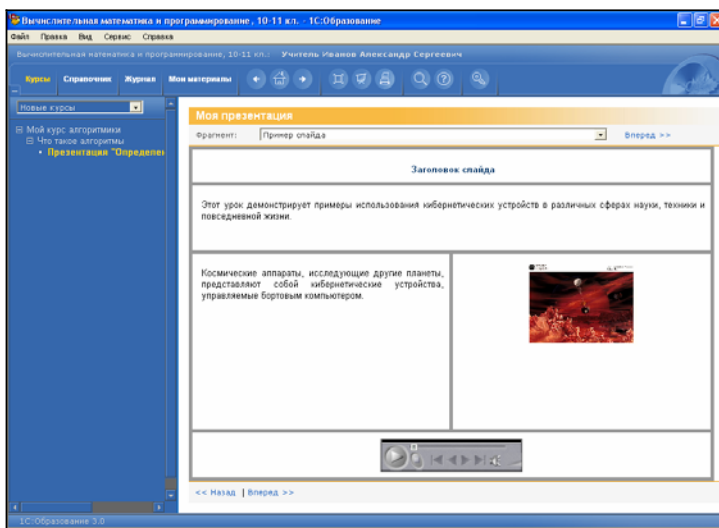 Вычислительная математика и программирование, 10-11 кл. - 1С:Образование
Файл Правка Вид Сервис Справка
Вычислительная математика и программирование, 10-11 кл.: Учитель Иванов Александр Сергеевич
Курсы Справочник Журнал Мои материалы
Новые курсы
Мой курс алгоритмики
Что такое алгоритмы
Презентация "Определен
Моя презентация
Фрагмент: Пример слайда Вперед >>
Заголовок слайда
Этот урок демонстрирует примеры использования кибернетических устройств в различных сферах науки, техники и
повседневной жизни.
Космические аппараты, исследующие другие планеты,
представляют собой кибернетические устройства,
управляемые бортовым компьютером.
<< Назад | Вперед >>
1С:Образование 3.0